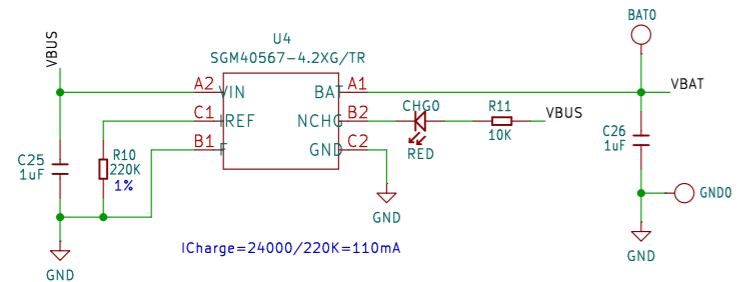 BAT0
U4
SGM40567-4.2XG/TR
VBUS
A2
VIN
BAT
A1
VBAT
C1
IREF
NCHG
B2
CHG0
RED
R11
10K
VBUS
B1
F
GND
C2
C25
1uF
R10
220K
1%
C26
1uF
GND0
GND
GND
GND
ICharge=24000/220K=110mA